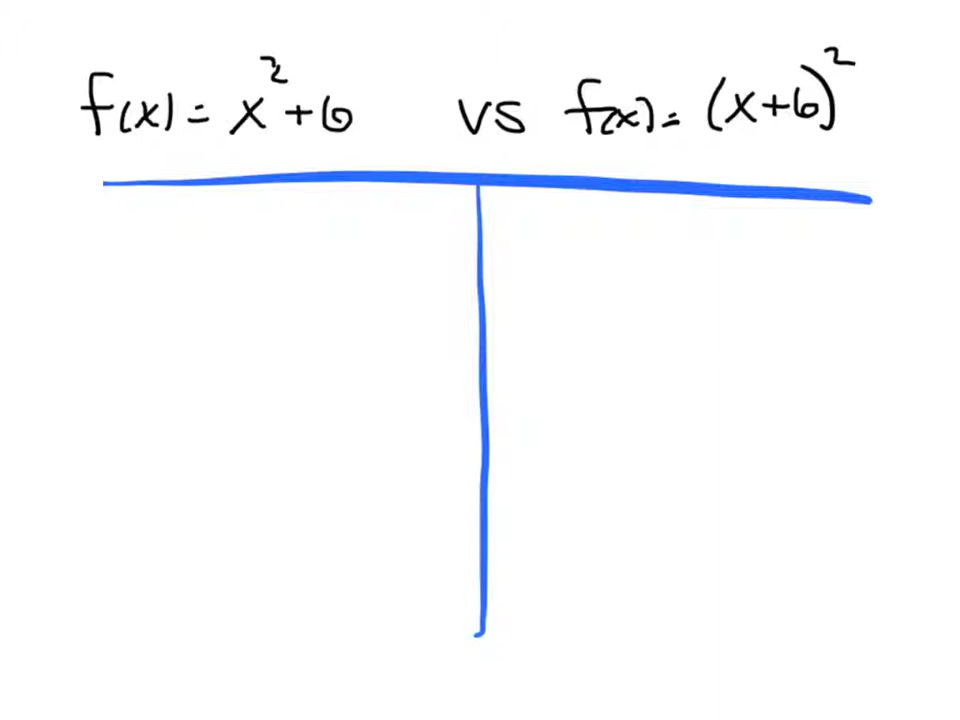 f(x) = x² + 6 vs f(x) = (x+6)²